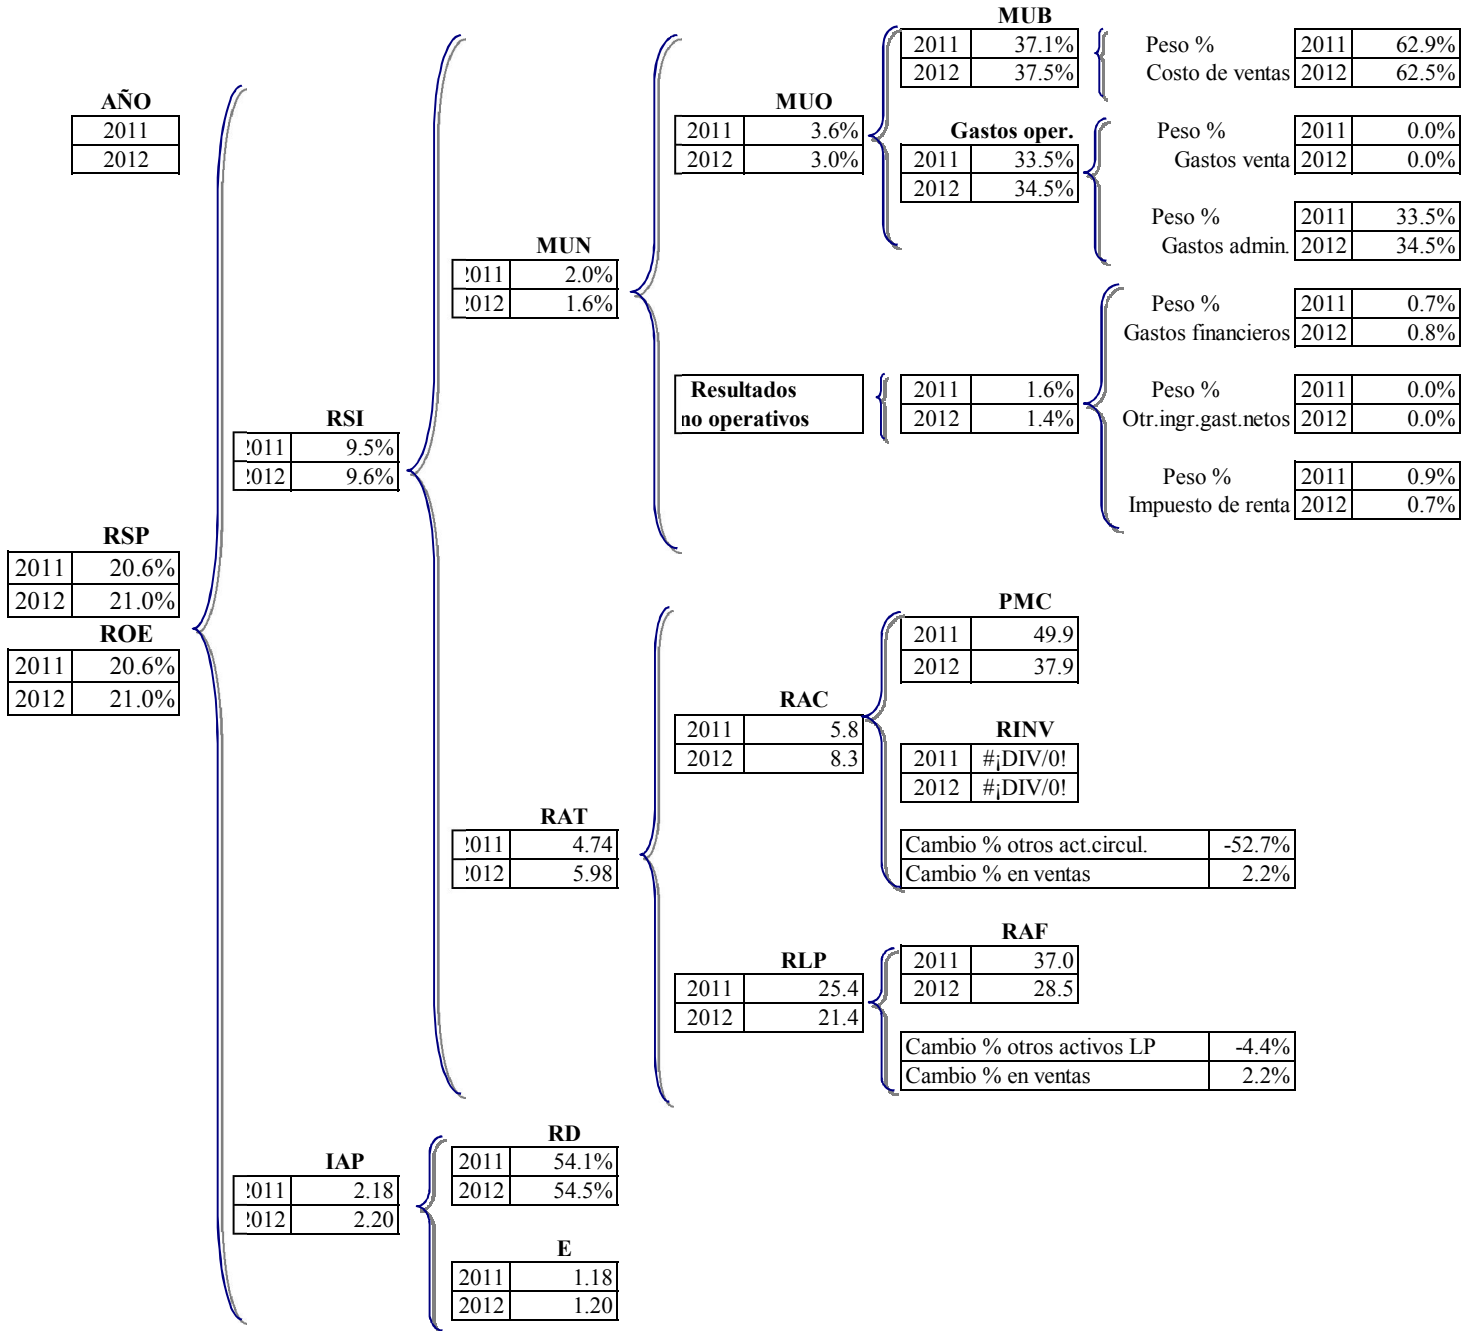 AÑO
2011
2012
RSP
2011 20.6%
2012 21.0%
ROE
2011 20.6%
2012 21.0%
RSI
2011 9.5%
2012 9.6%
IAP
2011 2.18
2012 2.20
MUN
2011 2.0%
2012 1.6%
RAT
2011 4.74
2012 5.98
RD
2011 54.1%
2012 54.5%
E
2011 1.18
2012 1.20
MUO
2011 3.6%
2012 3.0%
Resultados
no operativos
2011 1.6%
2012 1.4%
RAC
2011 5.8
2012 8.3
RLP
2011 25.4
2012 21.4
MUB
2011 37.1%
2012 37.5%
Gastos oper.
2011 33.5%
2012 34.5%
Peso % 2011 62.9%
Costo de ventas 2012 62.5%
Peso % 2011 0.0%
Gastos venta 2012 0.0%
Peso % 2011 33.5%
Gastos admin. 2012 34.5%
Peso % 2011 0.7%
Gastos financieros 2012 0.8%
Peso % 2011 0.0%
Otr.ingr.gast.netos 2012 0.0%
Peso % 2011 0.9%
Impuesto de renta 2012 0.7%
PMC
2011 49.9
2012 37.9
RINV
2011 #¡DIV/0!
2012 #¡DIV/0!
Cambio % otros act.circul. -52.7%
Cambio % en ventas 2.2%
RAF
2011 37.0
2012 28.5
Cambio % otros activos LP -4.4%
Cambio % en ventas 2.2%